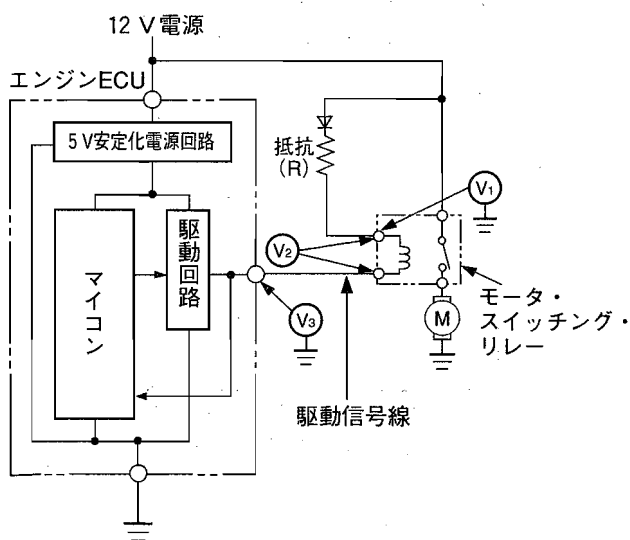 12 V 電源
エンジンECU
5 V安定化電源回路
抵抗
(R)
V1
V2
駆動回路
マイコン
V3
M
モータ・
スイッチング・
リレー
駆動信号線